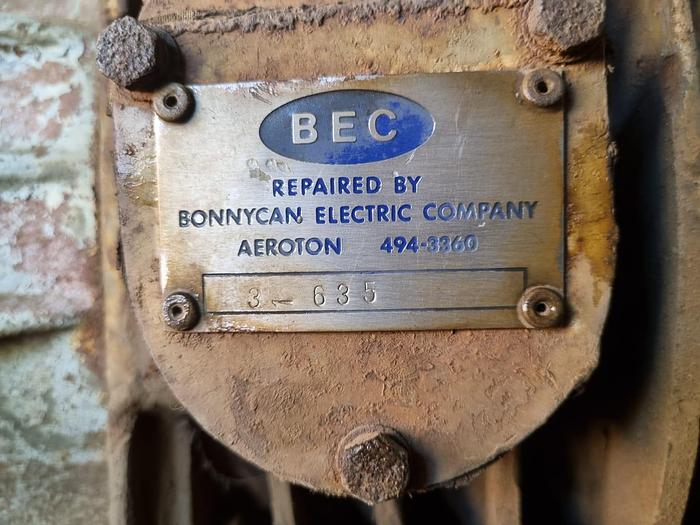 BEC
REPAIRED BY
BONNYCAN ELECTRIC COMPANY
AEROTON 494-3360
3-635